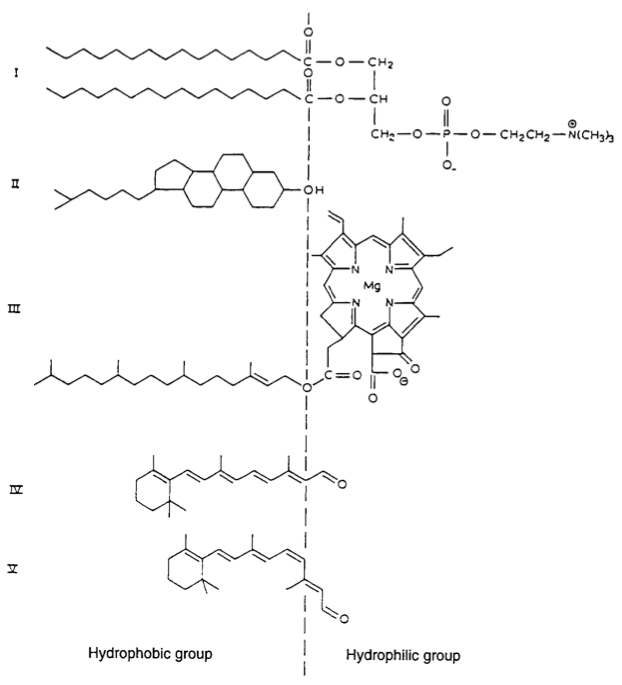 O
I
C—O—CH₂
O
C—O—CH
O
CH₂—O—P—O—CH₂CH₂—N(CH₃)₃
⊕
O-
II
OH
N N
Mg
III
N N
C=O
O
O
O⊖
O
IV
O
V
O
Hydrophobic group
Hydrophilic group